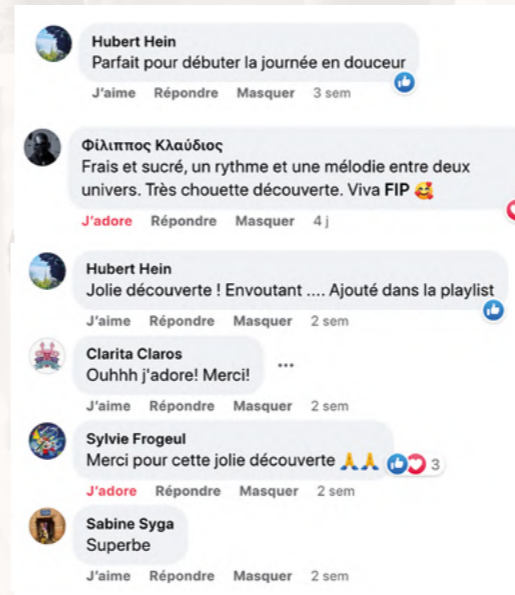 Hubert Hein
Parfait pour débuter la journée en douceur
J'aime Répondre Masquer 3 sem
Φίλιππος Κλαύδιος
Frais et sucré, un rythme et une mélodie entre deux
univers. Très chouette découverte. Viva FIP 🥰
J'adore Répondre Masquer 4 j
Hubert Hein
Jolie découverte ! Envoutant .... Ajouté dans la playlist
J'aime Répondre Masquer 2 sem
Clarita Claros
Ouhhh j'adore! Merci!
J'aime Répondre Masquer 2 sem
Sylvie Frogeul
Merci pour cette jolie découverte 🙏🙏 3
J'adore Répondre Masquer 2 sem
Sabine Syga
Superbe
J'aime Répondre Masquer 2 sem